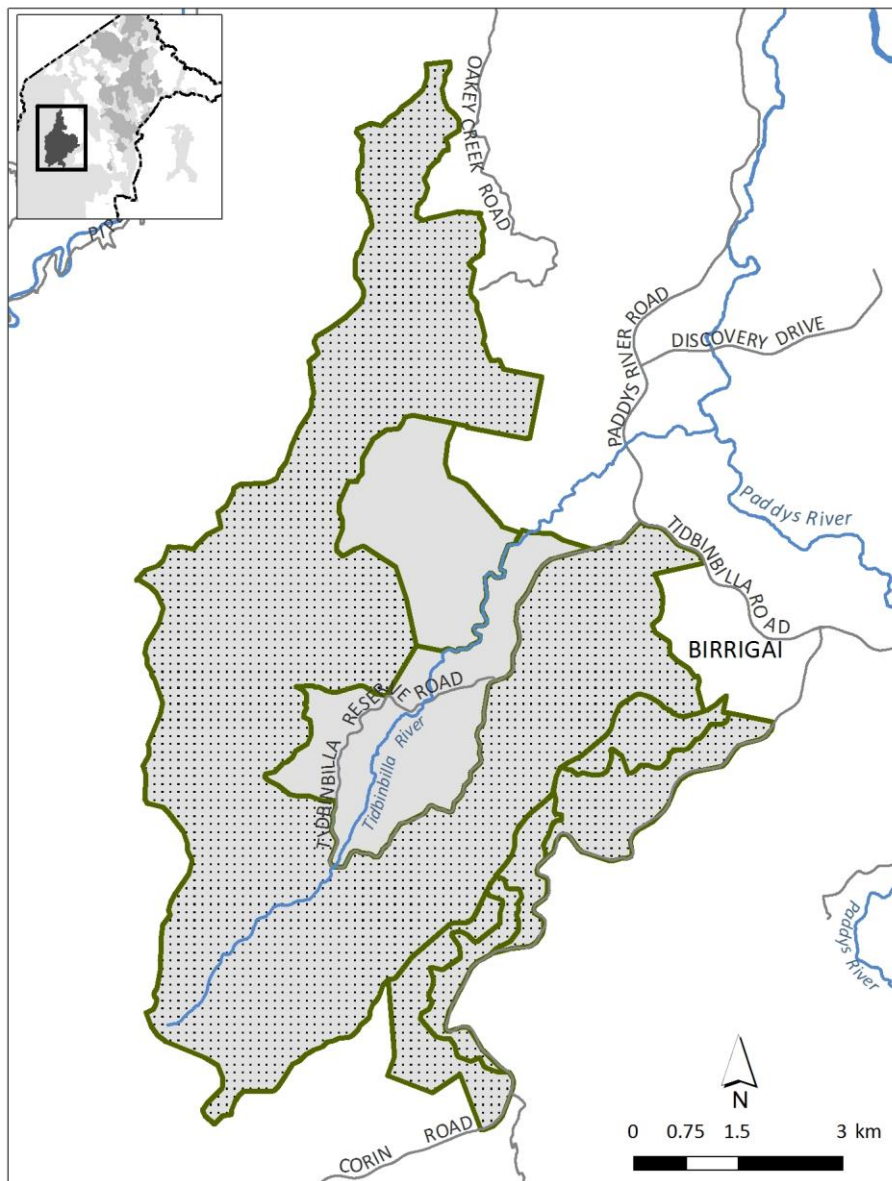 OAKEY CREEK ROAD
PADDYS RIVER ROAD
DISCOVERY DRIVE
Paddys River
TIDBINBILLA ROAD
BIRRIGAI
TIDBINBILLA RESERVE ROAD
Tidbinbilla River
Paddys River
N
CORIN ROAD
0 0.75 1.5 3 km